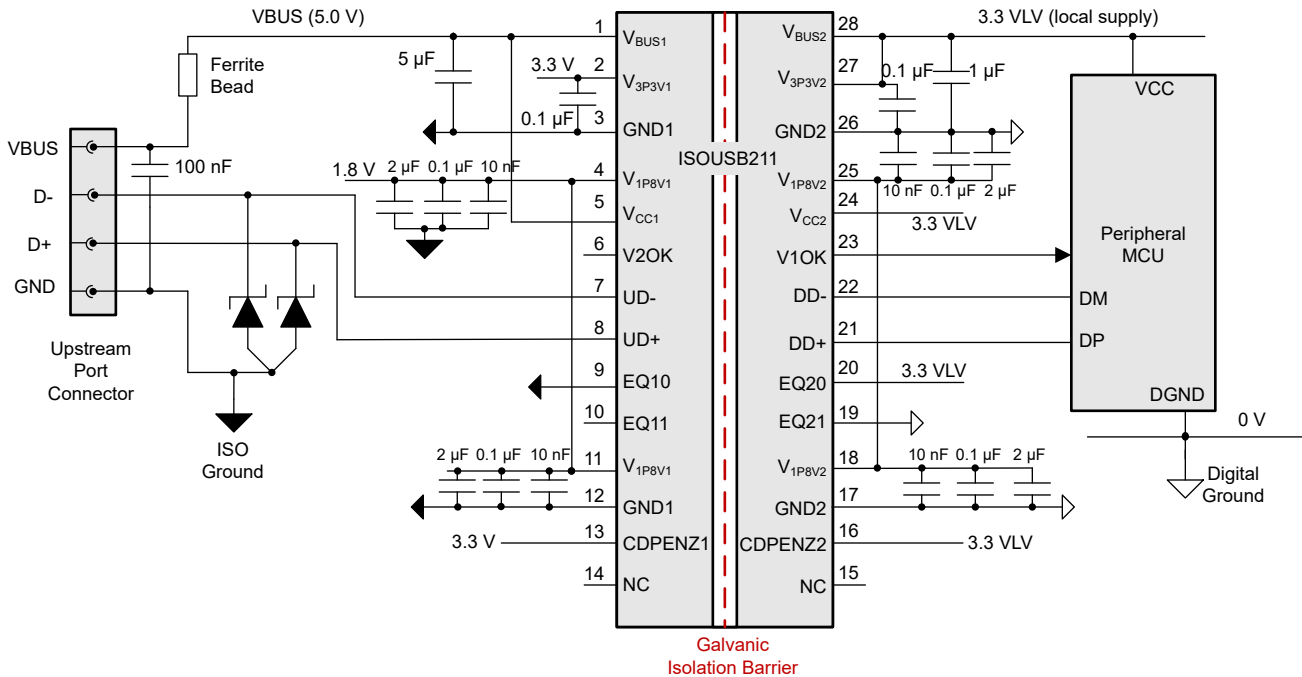 VBUS (5.0 V)
3.3 VLV (local supply)
Ferrite
Bead
VBUS
D-
D+
GND
100 nF
Upstream
Port
Connector
ISO
Ground
5 µF
3.3 V
0.1 µF
1.8 V
2 µF 0.1 µF 10 nF
2 µF 0.1 µF 10 nF
3.3 V
1 VBUS1
2 V3P3V1
3 GND1
4 V1P8V1
5 VCC1
6 V2OK
7 UD-
8 UD+
9 EQ10
10 EQ11
11 V1P8V1
12 GND1
13 CDPENZ1
14 NC
ISOUSB211
VBUS2 28
V3P3V2 27
GND2 26
V1P8V2 25
VCC2 24
V1OK 23
DD- 22
DD+ 21
EQ20 20
EQ21 19
V1P8V2 18
GND2 17
CDPENZ2 16
NC 15
0.1 µF 1 µF
10 nF 0.1 µF 2 µF
3.3 VLV
3.3 VLV
10 nF 0.1 µF 2 µF
3.3 VLV
VCC
Peripheral
MCU
DM
DP
DGND
0 V
Digital
Ground
Galvanic
Isolation Barrier